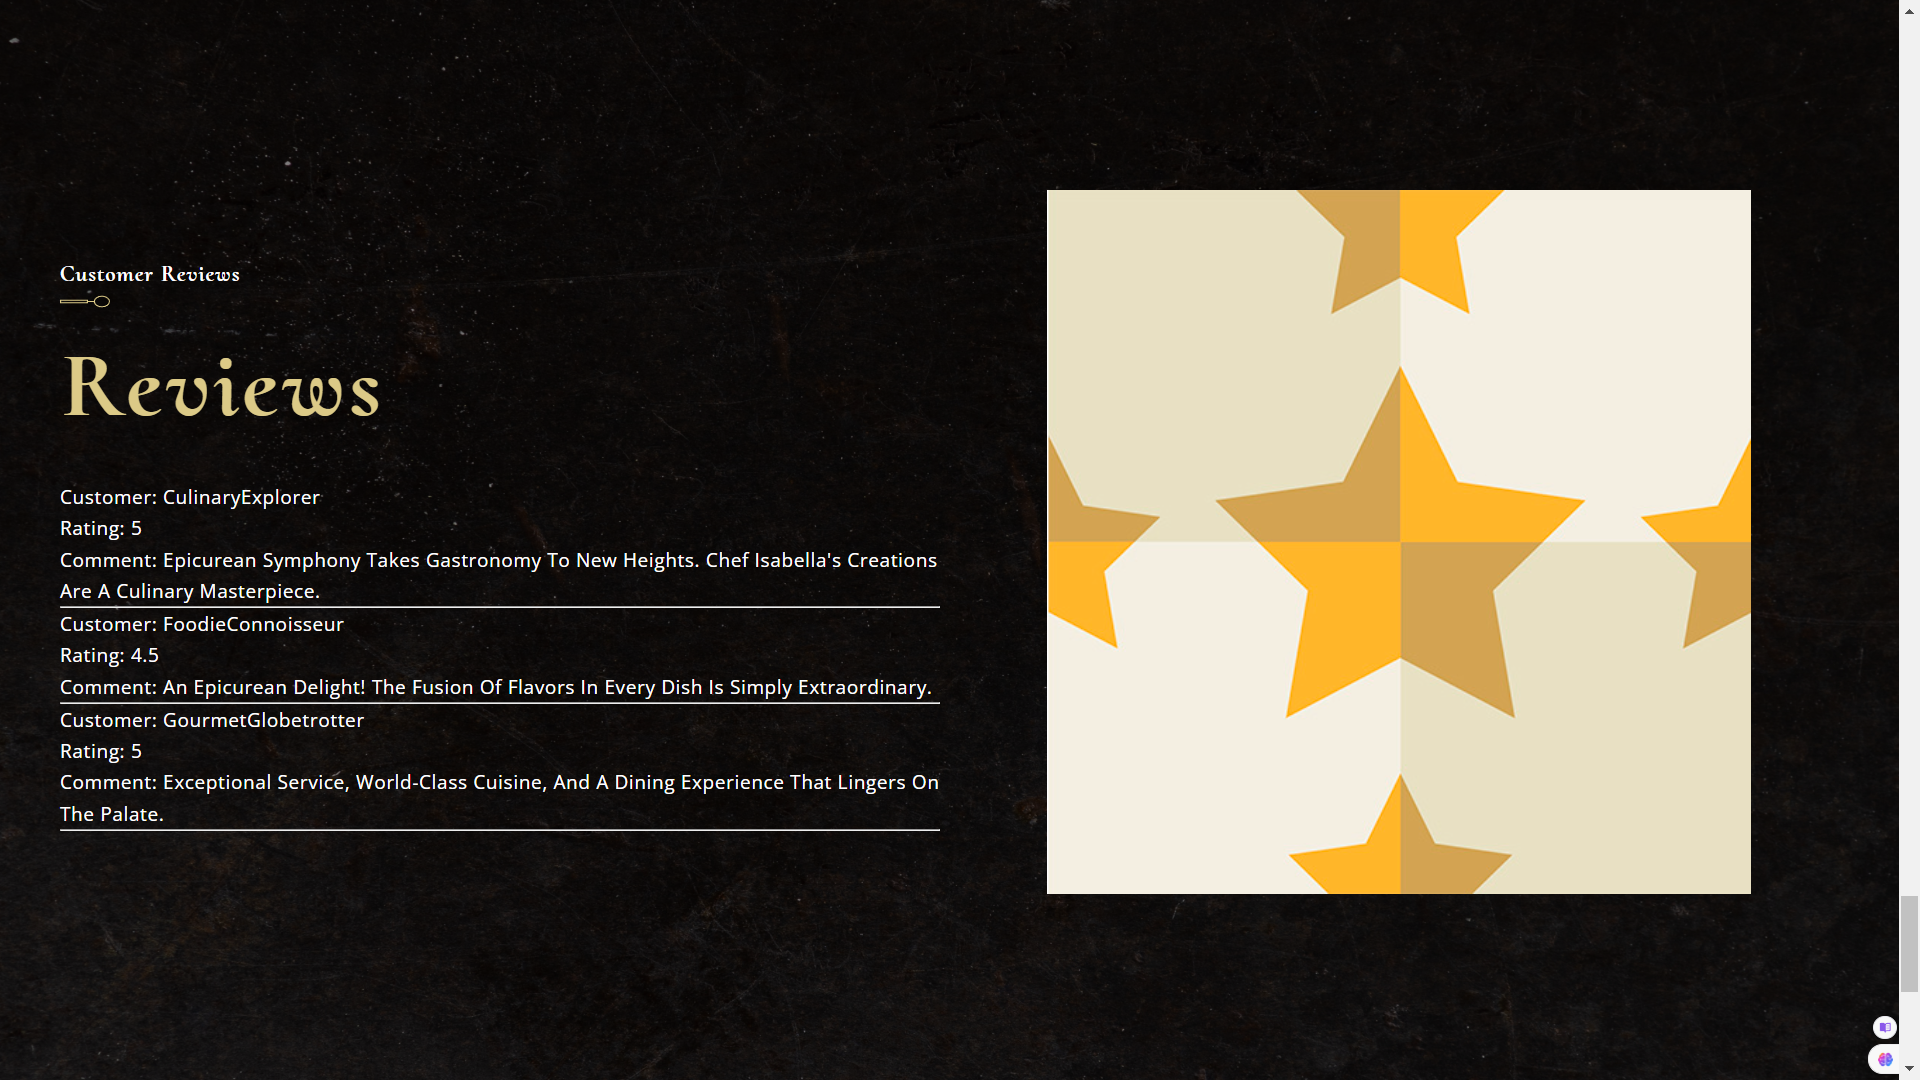 Customer Reviews
Reviews
Customer: CulinaryExplorer
Rating: 5
Comment: Epicurean Symphony Takes Gastronomy To New Heights. Chef Isabella's Creations
Are A Culinary Masterpiece.
Customer: FoodieConnoisseur
Rating: 4.5
Comment: An Epicurean Delight! The Fusion Of Flavors In Every Dish Is Simply Extraordinary.
Customer: GourmetGlobetrotter
Rating: 5
Comment: Exceptional Service, World-Class Cuisine, And A Dining Experience That Lingers On
The Palate.